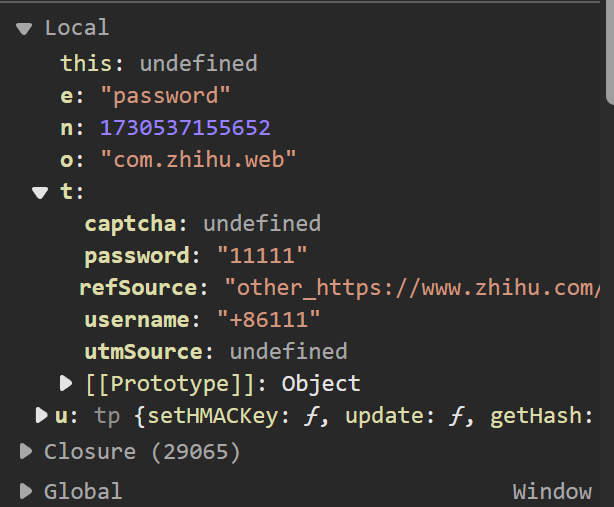 Local
this: undefined
e: "password"
n: 1730537155652
o: "com.zhihu.web"
t:
captcha: undefined
password: "11111"
refSource: "other_https://www.zhihu.com/
username: "+86111"
utmSource: undefined
[[Prototype]]: Object
u: tp {setHMACKey: ƒ, update: ƒ, getHash:
Closure (29065)
Global Window